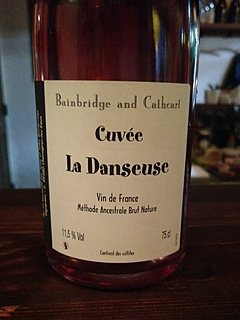 Bainbridge and Cathcart
Cuvée
La Danseuse
Vin de France
Méthode Ancestrale Brut Nature
11,5 % Vol
75 cl
Contient des sulfites